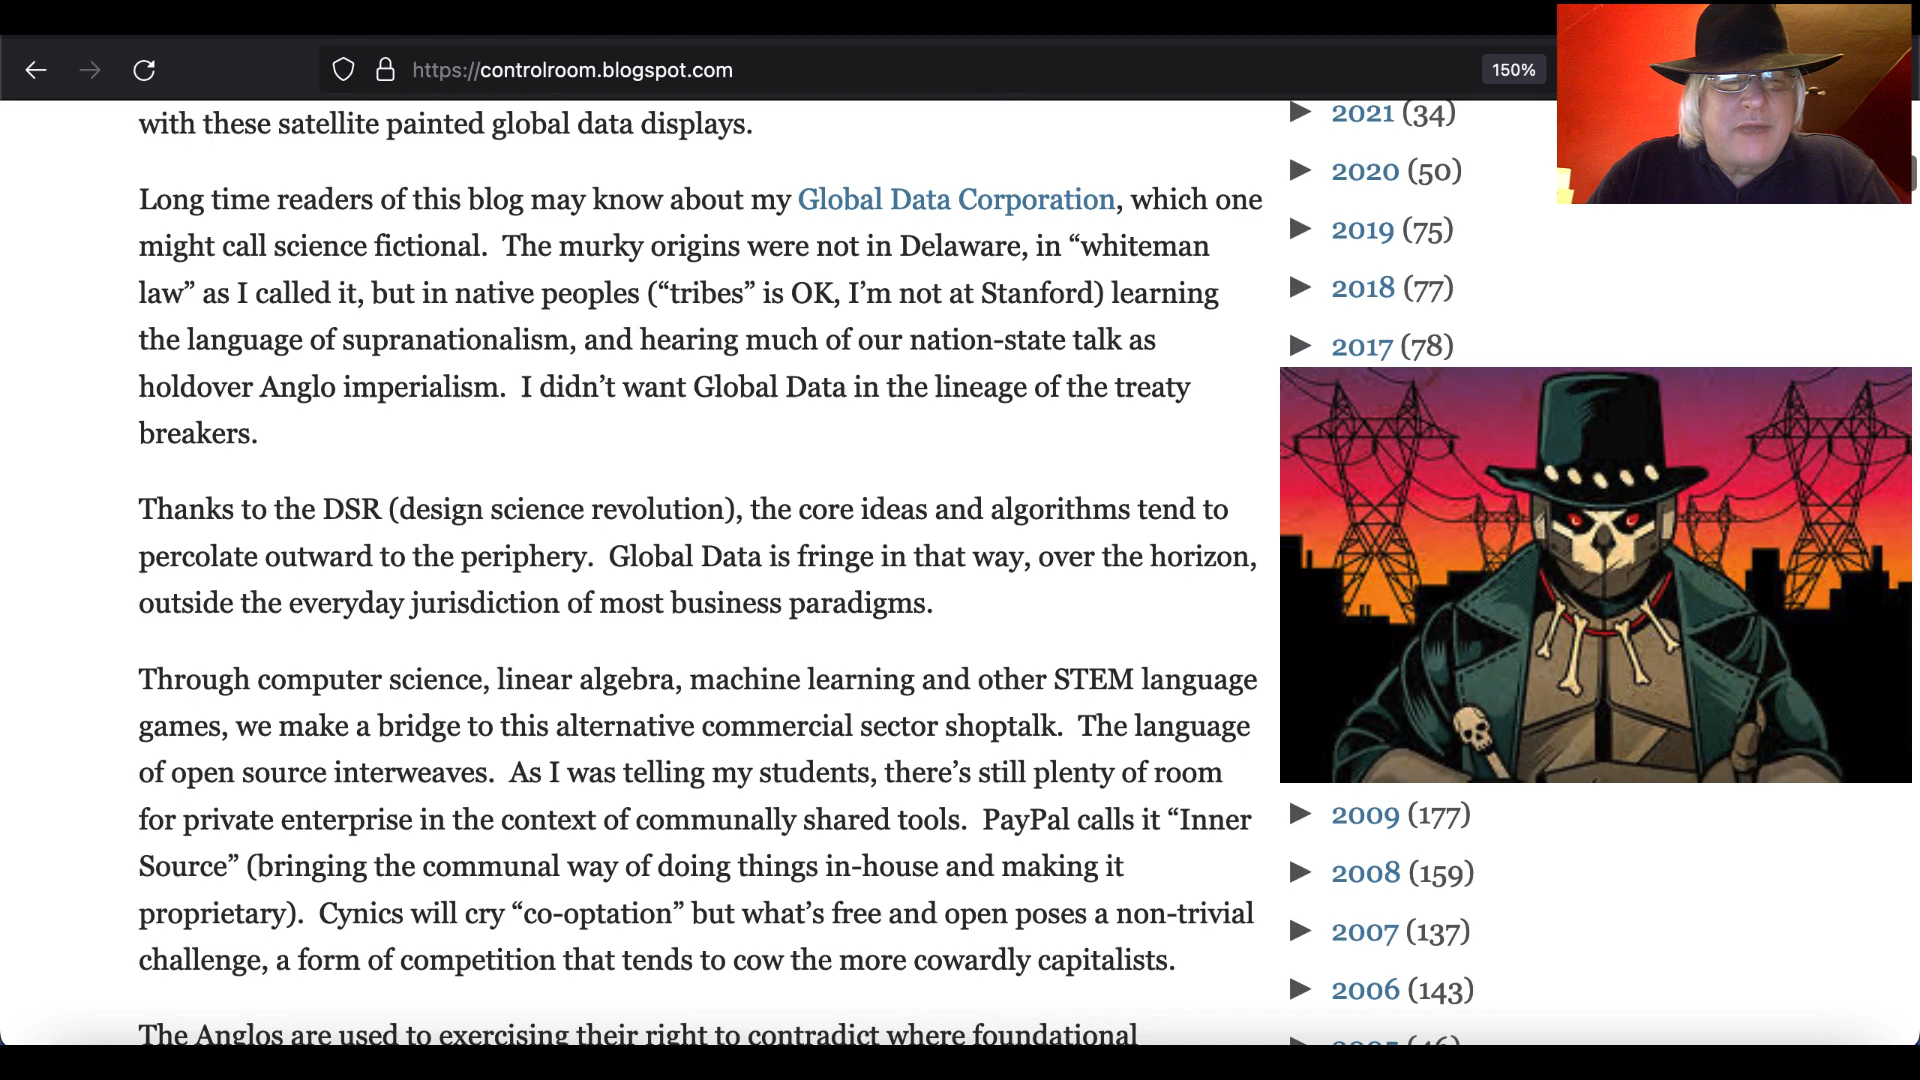 https://controlroom.blogspot.com
150%
with these satellite painted global data displays.
Long time readers of this blog may know about my Global Data Corporation, which one
might call science fictional.  The murky origins were not in Delaware, in “whiteman
law” as I called it, but in native peoples (“tribes” is OK, I’m not at Stanford) learning
the language of supranationalism, and hearing much of our nation-state talk as
holdover Anglo imperialism.  I didn’t want Global Data in the lineage of the treaty
breakers.
Thanks to the DSR (design science revolution), the core ideas and algorithms tend to
percolate outward to the periphery.  Global Data is fringe in that way, over the horizon,
outside the everyday jurisdiction of most business paradigms.
Through computer science, linear algebra, machine learning and other STEM language
games, we make a bridge to this alternative commercial sector shoptalk.  The language
of open source interweaves.  As I was telling my students, there’s still plenty of room
for private enterprise in the context of communally shared tools.  PayPal calls it “Inner
Source” (bringing the communal way of doing things in-house and making it
proprietary).  Cynics will cry “co-optation” but what’s free and open poses a non-trivial
challenge, a form of competition that tends to cow the more cowardly capitalists.
The Anglos are used to exercising their right to contradict where foundational
► 2021 (34)
► 2020 (50)
► 2019 (75)
► 2018 (77)
► 2017 (78)
► 2009 (177)
► 2008 (159)
► 2007 (137)
► 2006 (143)